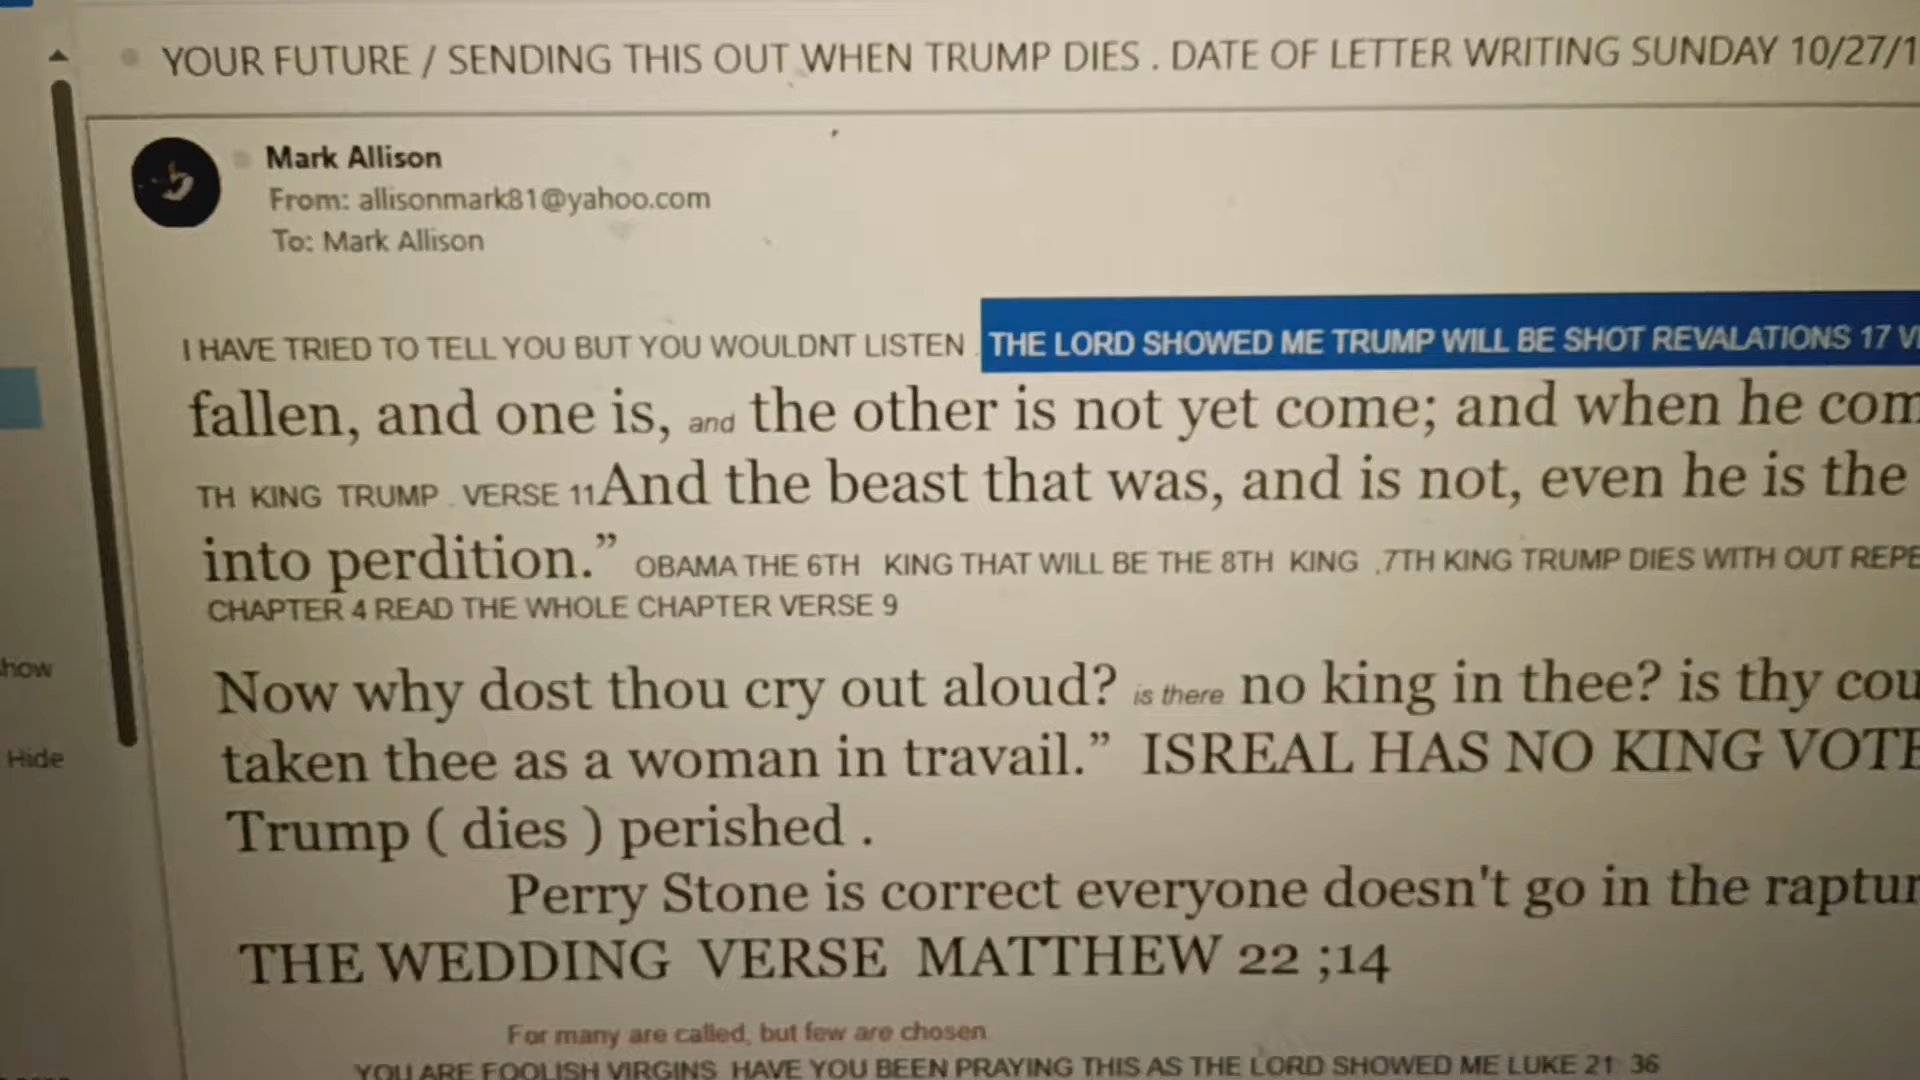 YOUR FUTURE / SENDING THIS OUT WHEN TRUMP DIES . DATE OF LETTER WRITING SUNDAY 10/27/1
Mark Allison
From: allisonmark81@yahoo.com
To: Mark Allison
I HAVE TRIED TO TELL YOU BUT YOU WOULDNT LISTEN . THE LORD SHOWED ME TRUMP WILL BE SHOT REVALATIONS 17
fallen, and one is, and the other is not yet come; and when he com
TH KING TRUMP . VERSE 11And the beast that was, and is not, even he is the
into perdition.” OBAMA THE 6TH KING THAT WILL BE THE 8TH KING .7TH KING TRUMP DIES WITH OUT REPE
CHAPTER 4 READ THE WHOLE CHAPTER VERSE 9
how
Now why dost thou cry out aloud? is there no king in thee? is thy cou
taken thee as a woman in travail.” ISREAL HAS NO KING VOTE
Hide
Trump ( dies ) perished .
Perry Stone is correct everyone doesn't go in the raptur
THE WEDDING VERSE MATTHEW 22 ;14
For many are called, but few are chosen
YOU ARE FOOLISH VIRGINS HAVE YOU BEEN PRAYING THIS AS THE LORD SHOWED ME LUKE 21 36